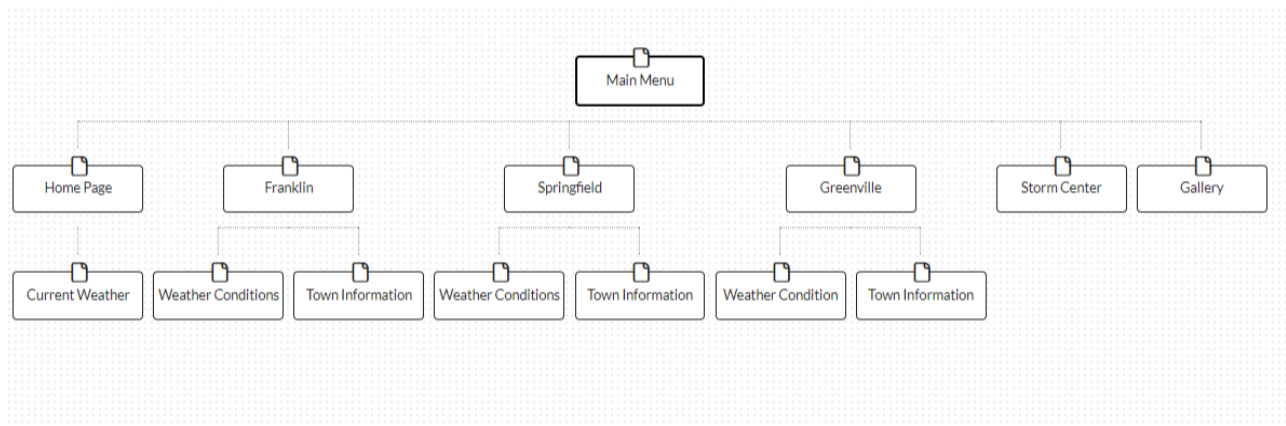 Main Menu
Home Page
Franklin
Springfield
Greenville
Storm Center
Gallery
Current Weather
Weather Conditions
Town Information
Weather Conditions
Town Information
Weather Condition
Town Information